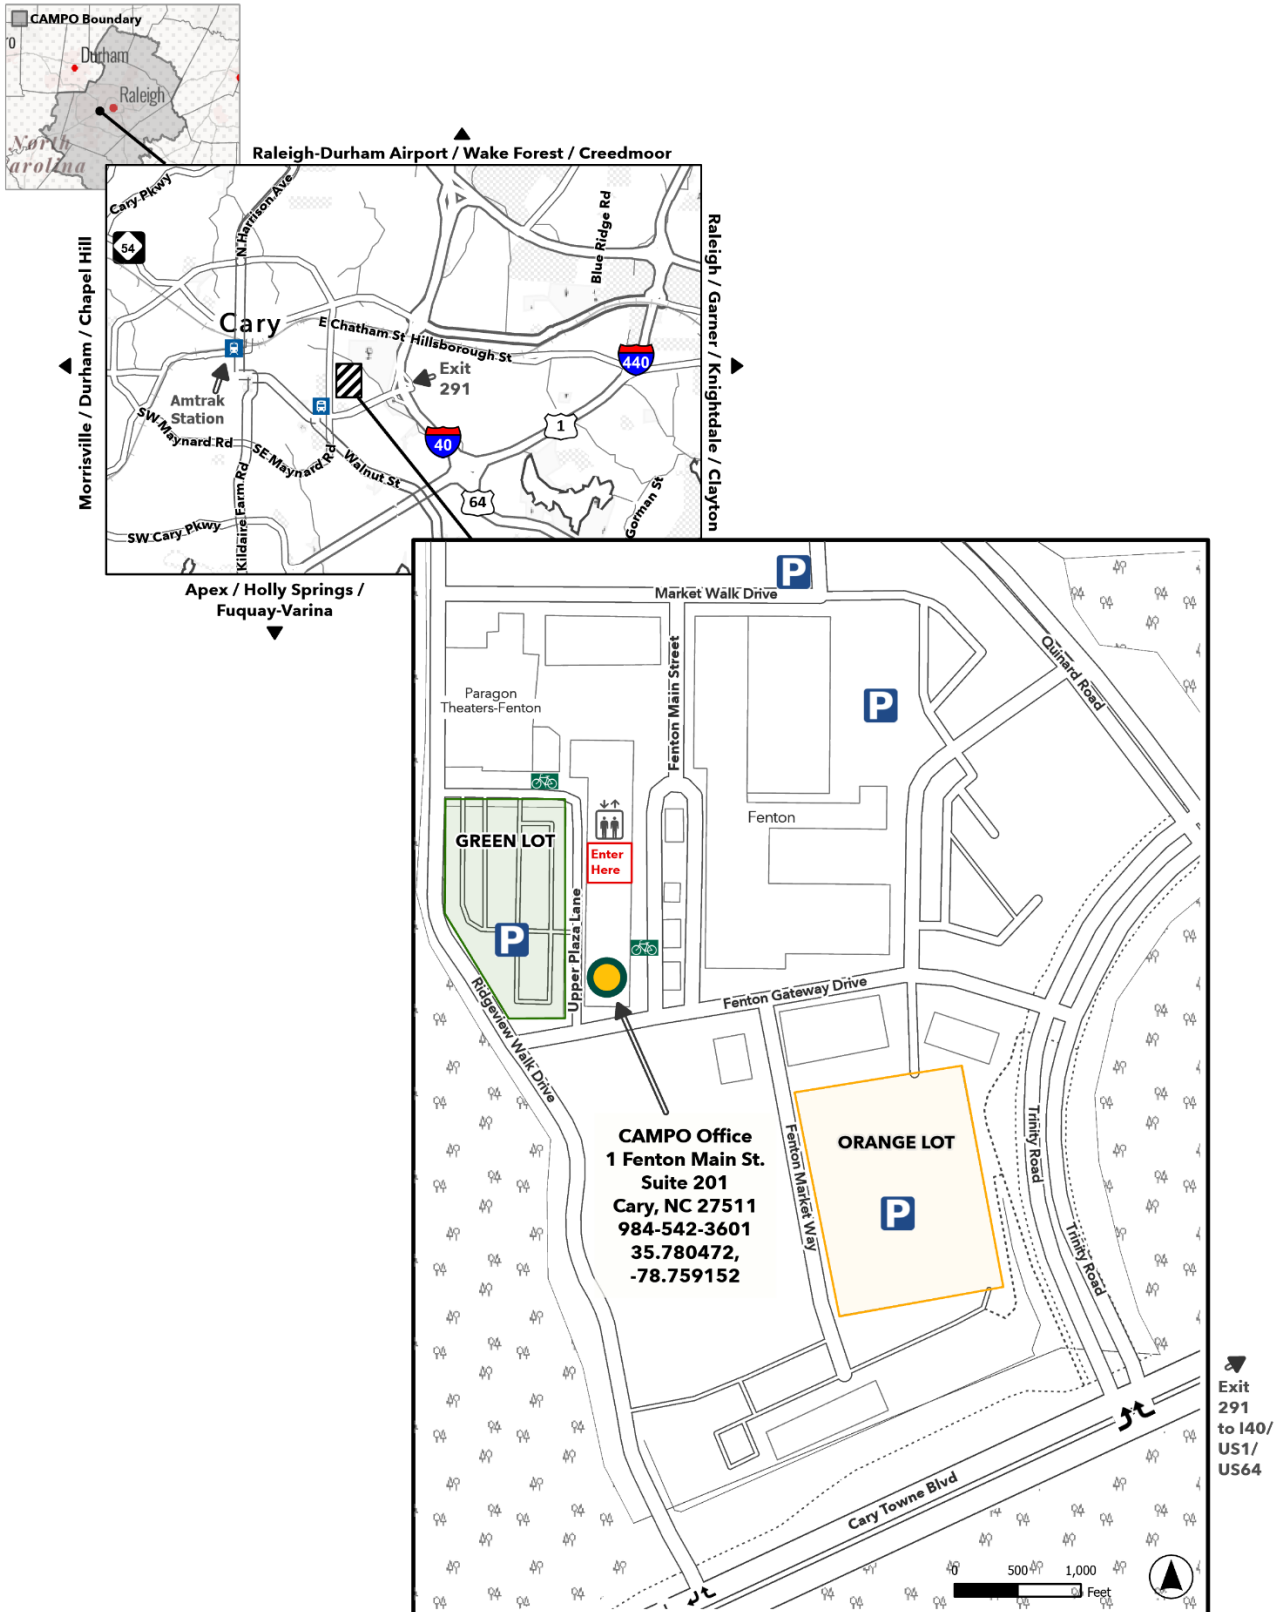 CAMPO Boundary
Durham
Raleigh
North
arolina
Raleigh-Durham Airport / Wake Forest / Creedmoor
Cary Pkwy
N Harrison Ave
Blue Ridge Rd
54
Morrisville / Durham / Chapel Hill
Raleigh / Garner / Knightdale / Clayton
Cary
E Chatham St
Hillsborough St
440
Exit
291
Amtrak
Station
1
SW Maynard Rd
SE Maynard Rd
40
Walnut St
64
Kildaire Farm Rd
Gorman St
SW Cary Pkwy
Apex / Holly Springs /
Fuquay-Varina
P
Market Walk Drive
Quinard Road
Fenton Main Street
Paragon
Theaters-Fenton
P
Fenton
GREEN LOT
Enter
Here
P
Upper Plaza Lane
Ridgeview Walk Drive
Fenton Gateway Drive
CAMPO Office
1 Fenton Main St.
Suite 201
Cary, NC 27511
984-542-3601
35.780472,
-78.759152
Fenton Market Way
ORANGE LOT
P
Trinity Road
Trinity Road
Exit
291
to I40/
US1/
US64
Cary Towne Blvd
0 500 1,000
Feet